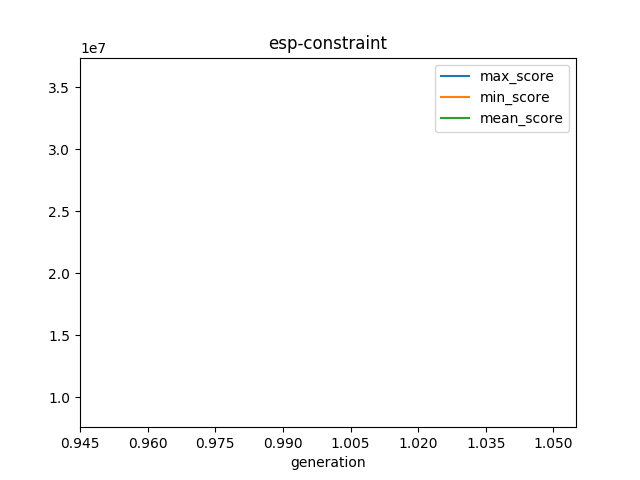 esp-constraint
1e7
max_score
min_score
mean_score
3.5
3.0
2.5
2.0
1.5
1.0
0.945 0.960 0.975 0.990 1.005 1.020 1.035 1.050
generation